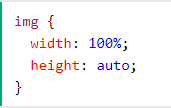 img {
  width: 100%;
  height: auto;
}